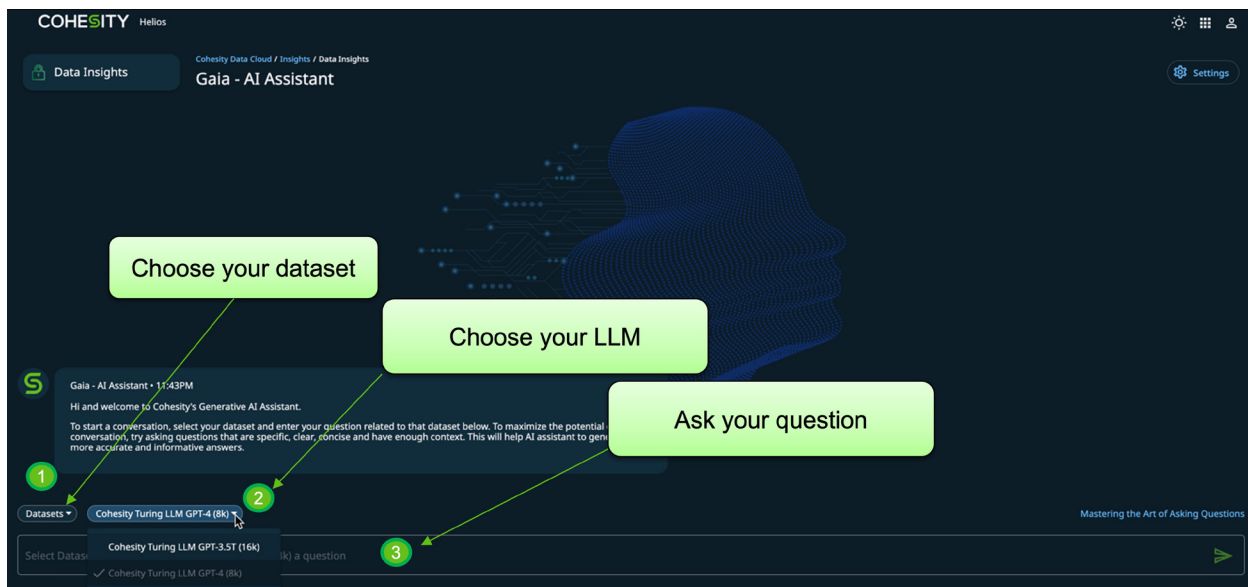 COHESITY Helios
Data Insights
Cohesity Data Cloud / Insights / Data Insights
Gaia - AI Assistant
Settings
Choose your dataset
Choose your LLM
Ask your question
Gaia - AI Assistant • 11:43PM
Hi and welcome to Cohesity's Generative AI Assistant.
To start a conversation, select your dataset and enter your question related to that dataset below. To maximize the potential
conversation, try asking questions that are specific, clear, concise and have enough context. This will help AI assistant to
more accurate and informative answers.
1
2
Datasets
Cohesity Turing LLM GPT-4 (8k)
Mastering the Art of Asking Questions
Cohesity Turing LLM GPT-3.5T (16k)
Select a question
3
Cohesity Turing LLM GPT-4 (8k)